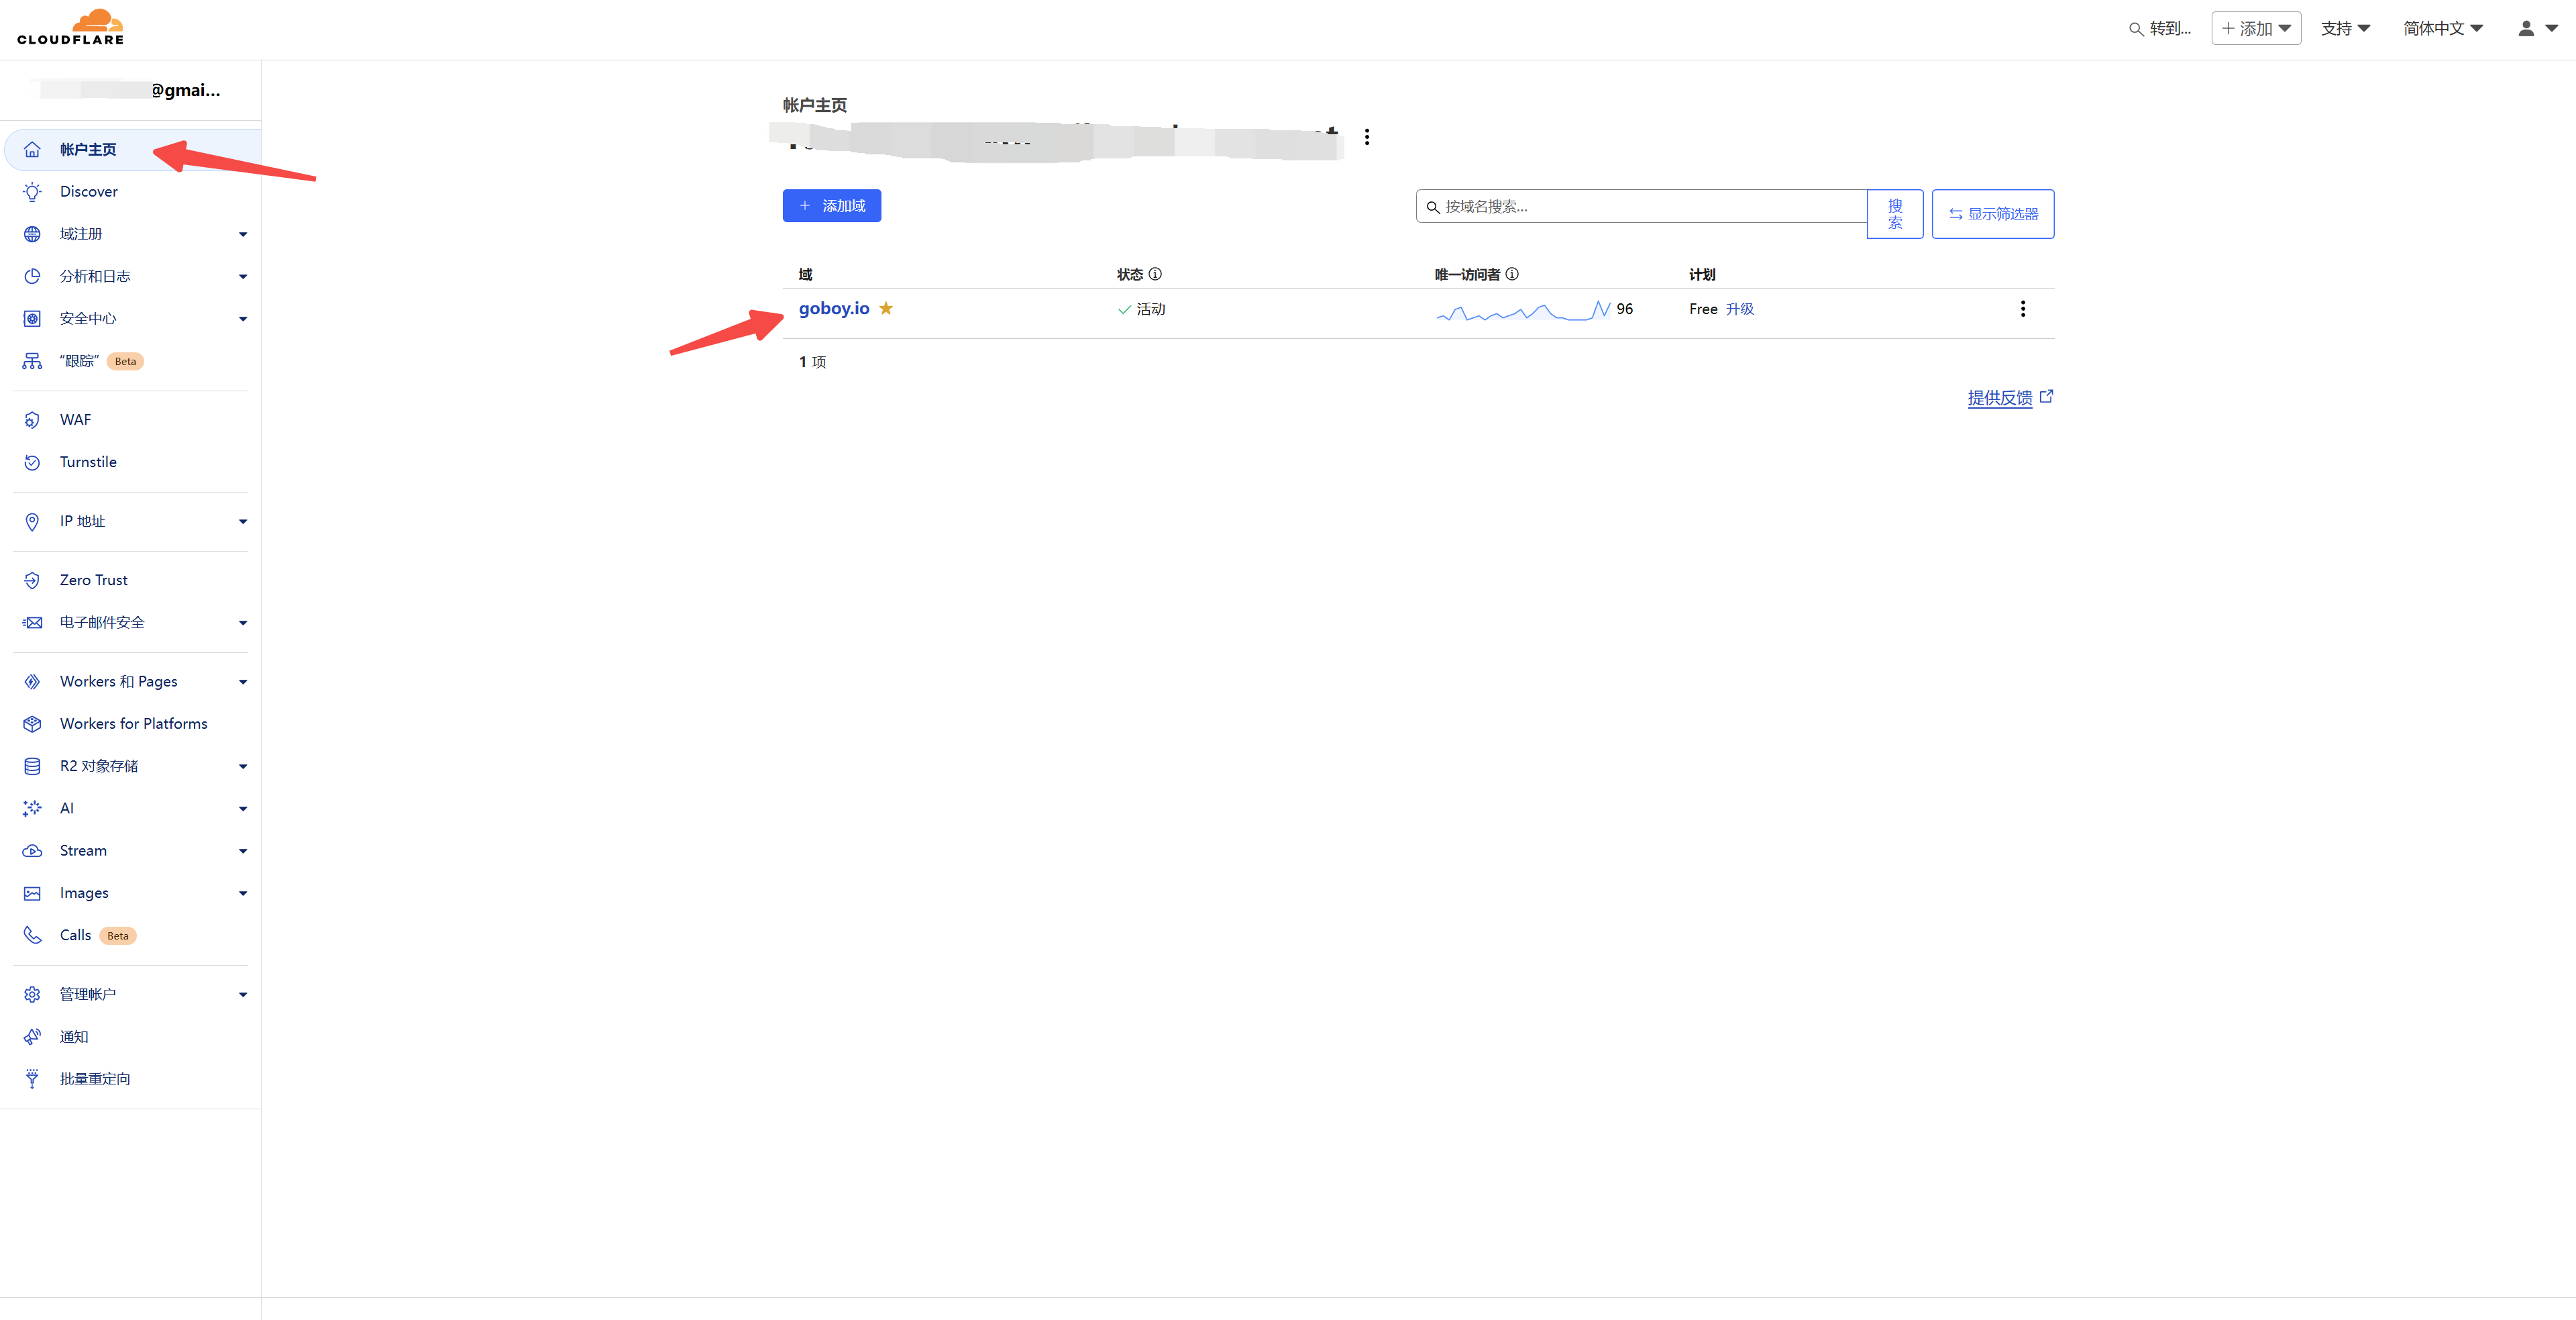 CLOUDFLARE
转到...
添加
支持
简体中文
@gmai...
帐户主页
Discover
域注册
分析和日志
安全中心
“跟踪” Beta
WAF
Turnstile
IP 地址
Zero Trust
电子邮件安全
Workers 和 Pages
Workers for Platforms
R2 对象存储
AI
Stream
Images
Calls Beta
管理帐户
通知
批量重定向
帐户主页
添加域
按域名搜索...
搜索
显示筛选器
域 状态 唯一访问者 计划
goboy.io 活动 96 Free 升级
1 项
提供反馈